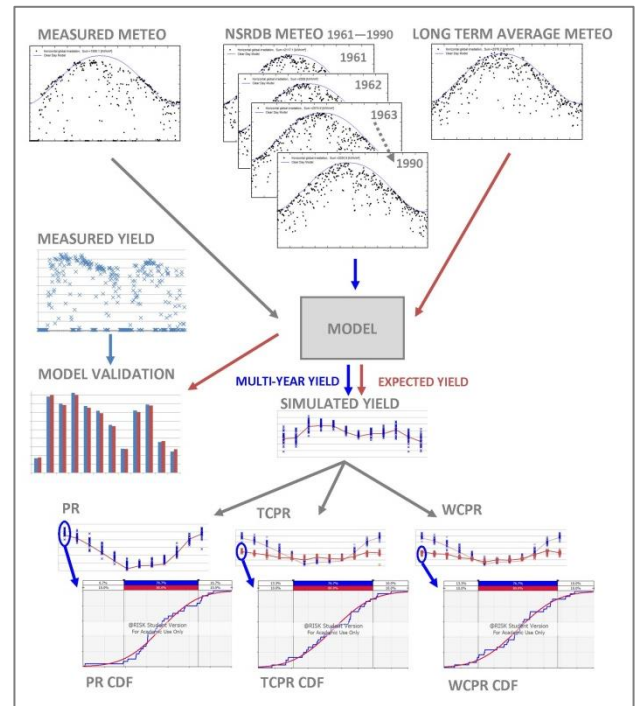 MEASURED METEO
NSRDB METEO 1961—1990
LONG TERM AVERAGE METEO
1961
1962
1963
1990
MEASURED YIELD
MODEL
MODEL VALIDATION
MULTI-YEAR YIELD
EXPECTED YIELD
SIMULATED YIELD
PR
TCPR
WCPR
@RISK Student Version
For Academic Use Only
@RISK Student Version
For Academic Use Only
@RISK Student Version
For Academic Use Only
PR CDF
TCPR CDF
WCPR CDF